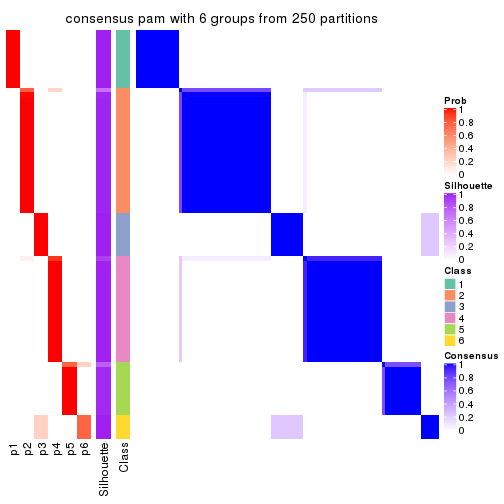 consensus pam with 6 groups from 250 partitions
Prob
1
0.8
0.6
0.4
0.2
0
Silhouette
1
0.8
0.6
0.4
0.2
0
Class
1
2
3
4
5
6
Consensus
1
0.8
0.6
0.4
0.2
0
p1
p2
p3
p4
p5
p6
Silhouette
Class